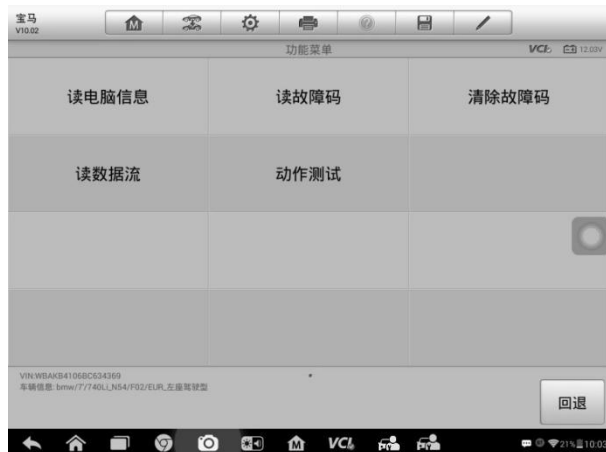 宝马
V10.02
功能菜单
VCI
12.03V
读电脑信息
读故障码
清除故障码
读数据流
动作测试
VIN:WBAKB4106BC634369
车辆信息: bmw/7'/740Li_N54/F02/EUR_左座驾驶型
回退
VCI
21%
10:03